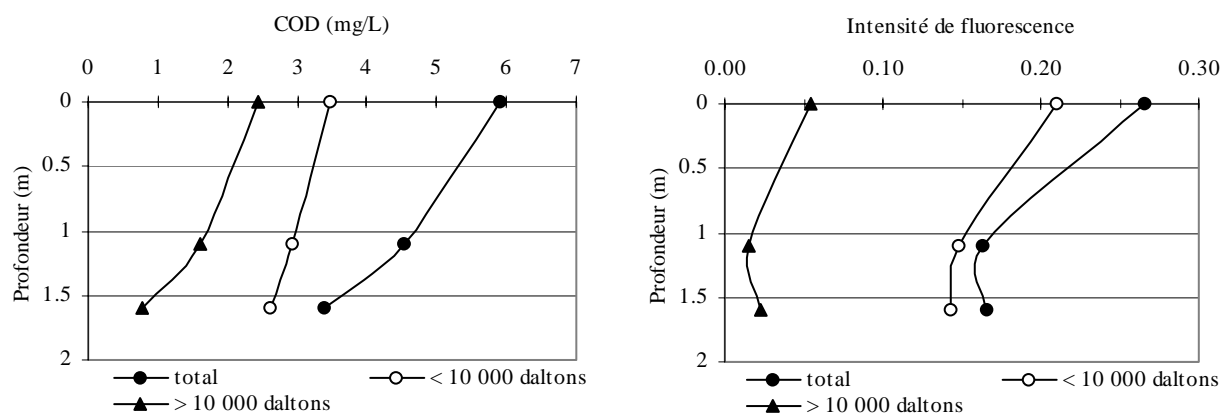 COD (mg/L)
0 1 2 3 4 5 6 7
0
0.5
1
1.5
2
Profondeur (m)
total
< 10 000 daltons
> 10 000 daltons
Intensité de fluorescence
0.00 0.10 0.20 0.30
0
0.5
1
1.5
2
Profondeur (m)
total
< 10 000 daltons
> 10 000 daltons